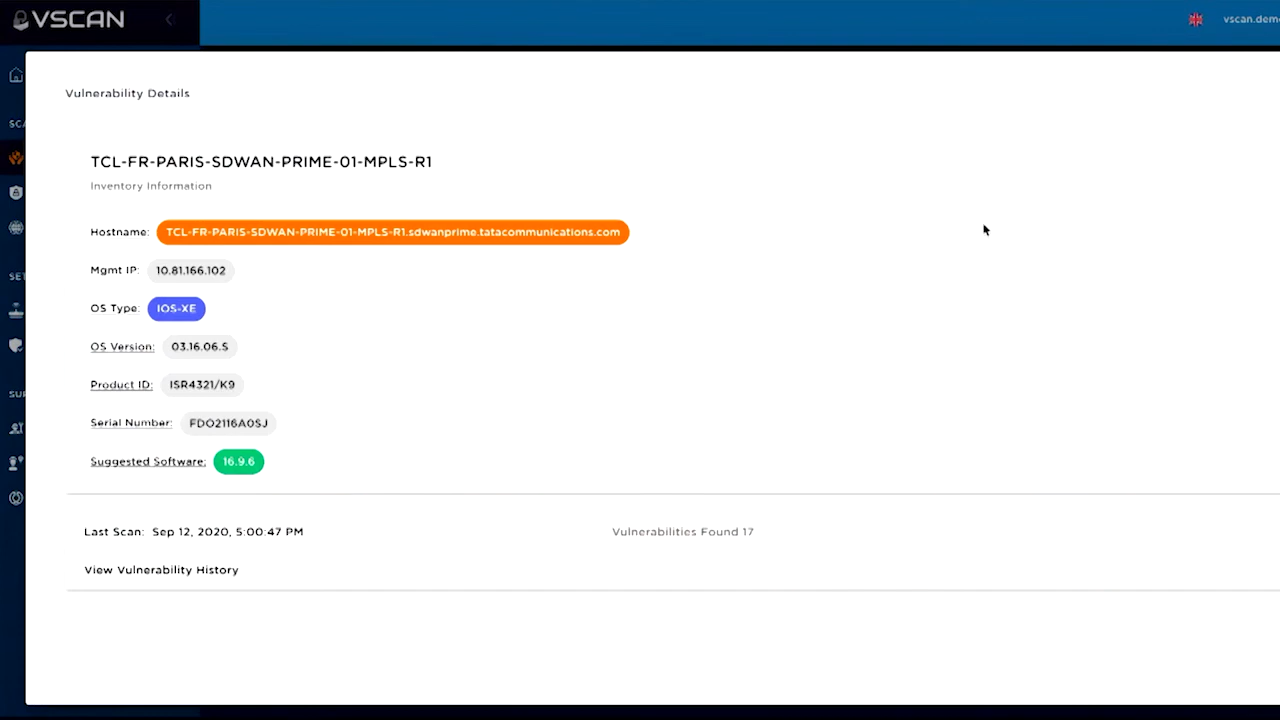 VSCAN
vscan.dem
Vulnerability Details
TCL-FR-PARIS-SDWAN-PRIME-01-MPLS-R1
Inventory Information
Hostname: TCL-FR-PARIS-SDWAN-PRIME-01-MPLS-R1.sdwanprime.tatacommunications.com
Mgmt IP: 10.81.166.102
OS Type: IOS-XE
OS Version: 03.16.06.S
Product ID: ISR4321/K9
Serial Number: FDO2116A0SJ
Suggested Software: 16.9.6
Last Scan: Sep 12, 2020, 5:00:47 PM
Vulnerabilities Found 17
View Vulnerability History